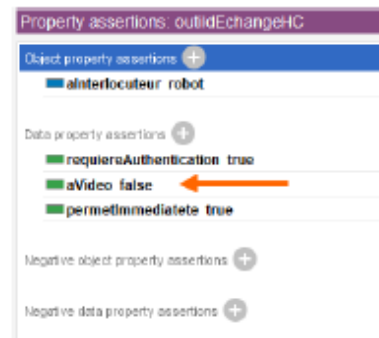 Property assertions: outildEchangeHC
Object property assertions
aInterlocuteur robot
Data property assertions
requiereAuthentication true
aVideo false
permetImmediatete true
Negative object property assertions
Negative data property assertions